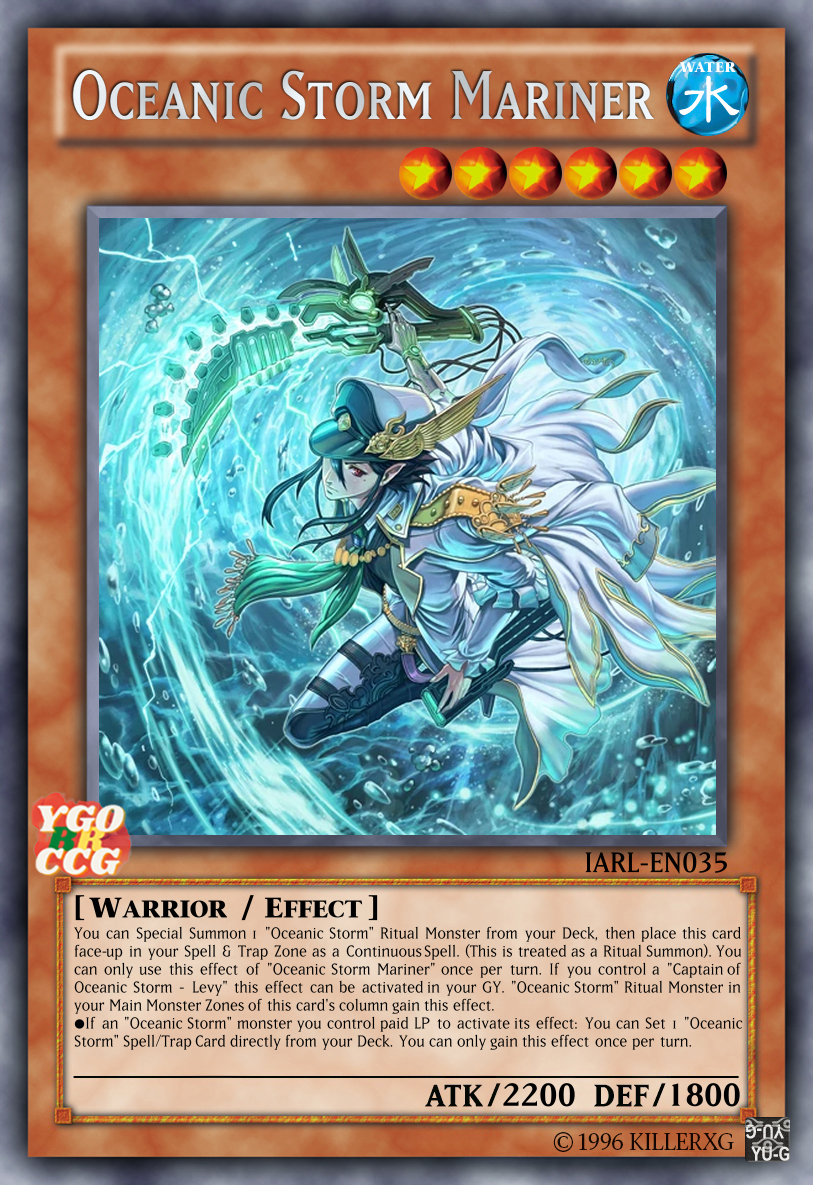 Oceanic Storm Mariner
WATER
水
YGO
RR
CCG
IARL-EN035
[ Warrior / Effect ]
You can Special Summon 1 "Oceanic Storm" Ritual Monster from your Deck, then place this card
face-up in your Spell & Trap Zone as a Continuous Spell. (This is treated as a Ritual Summon). You
can only use this effect of "Oceanic Storm Mariner" once per turn. If you control a "Captain of
Oceanic Storm - Levy" this effect can be activated in your GY. "Oceanic Storm" Ritual Monster in
your Main Monster Zones of this card's column gain this effect.
●If an "Oceanic Storm" monster you control paid LP to activate its effect: You can Set 1 "Oceanic
Storm" Spell/Trap Card directly from your Deck. You can only gain this effect once per turn.
ATK/2200 DEF/1800
© 1996 KILLERXG
YU-G